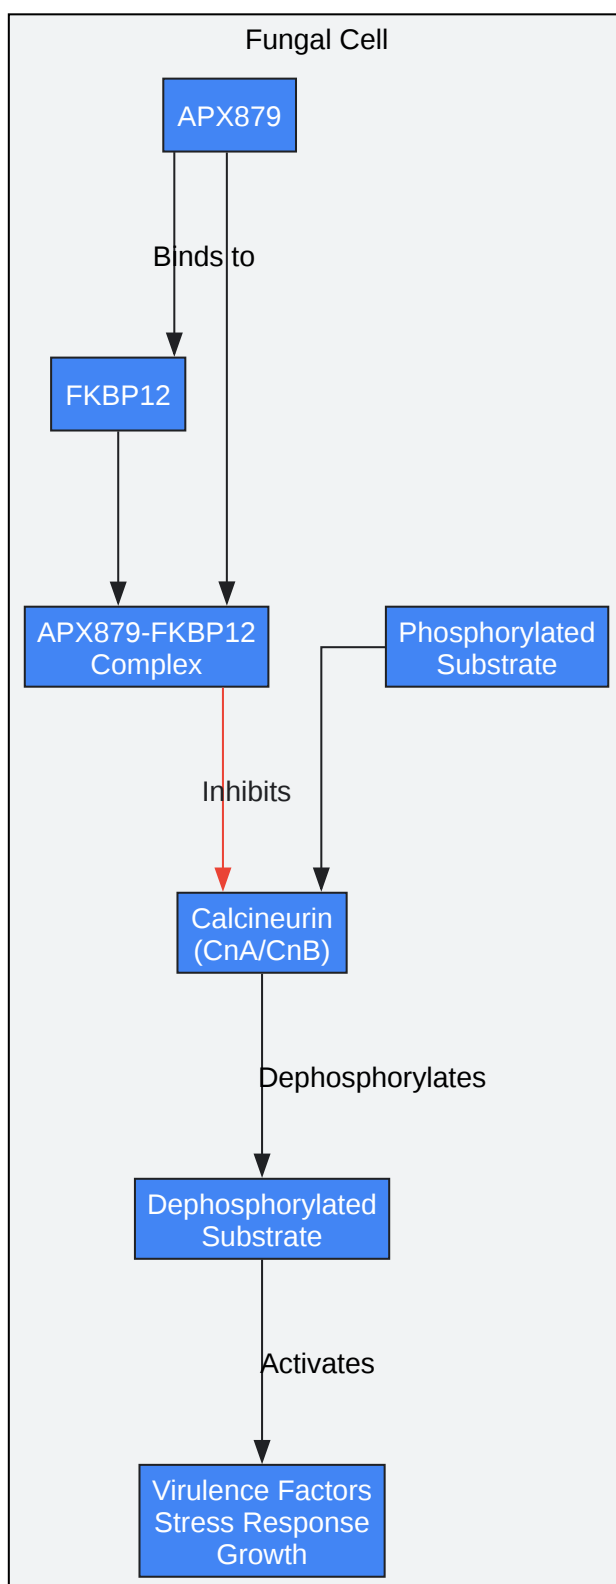 Fungal Cell
APX879
Binds to
FKBP12
APX879-FKBP12
Complex
Phosphorylated
Substrate
Inhibits
Calcineurin
(CnA/CnB)
Dephosphorylates
Dephosphorylated
Substrate
Activates
Virulence Factors
Stress Response
Growth